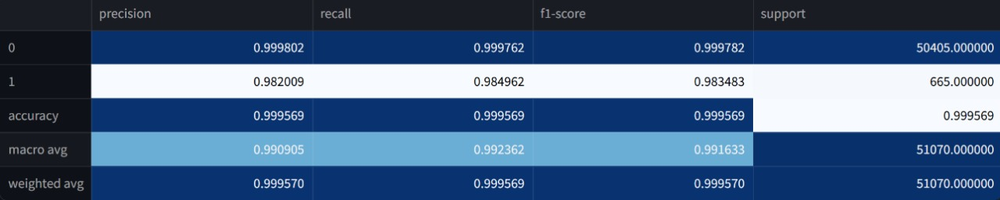 precision recall f1-score support
0 0.999802 0.999762 0.999782 50405.000000
1 0.982009 0.984962 0.983483 665.000000
accuracy 0.999569 0.999569 0.999569 0.999569
macro avg 0.990905 0.992362 0.991633 51070.000000
weighted avg 0.999570 0.999569 0.999570 51070.000000